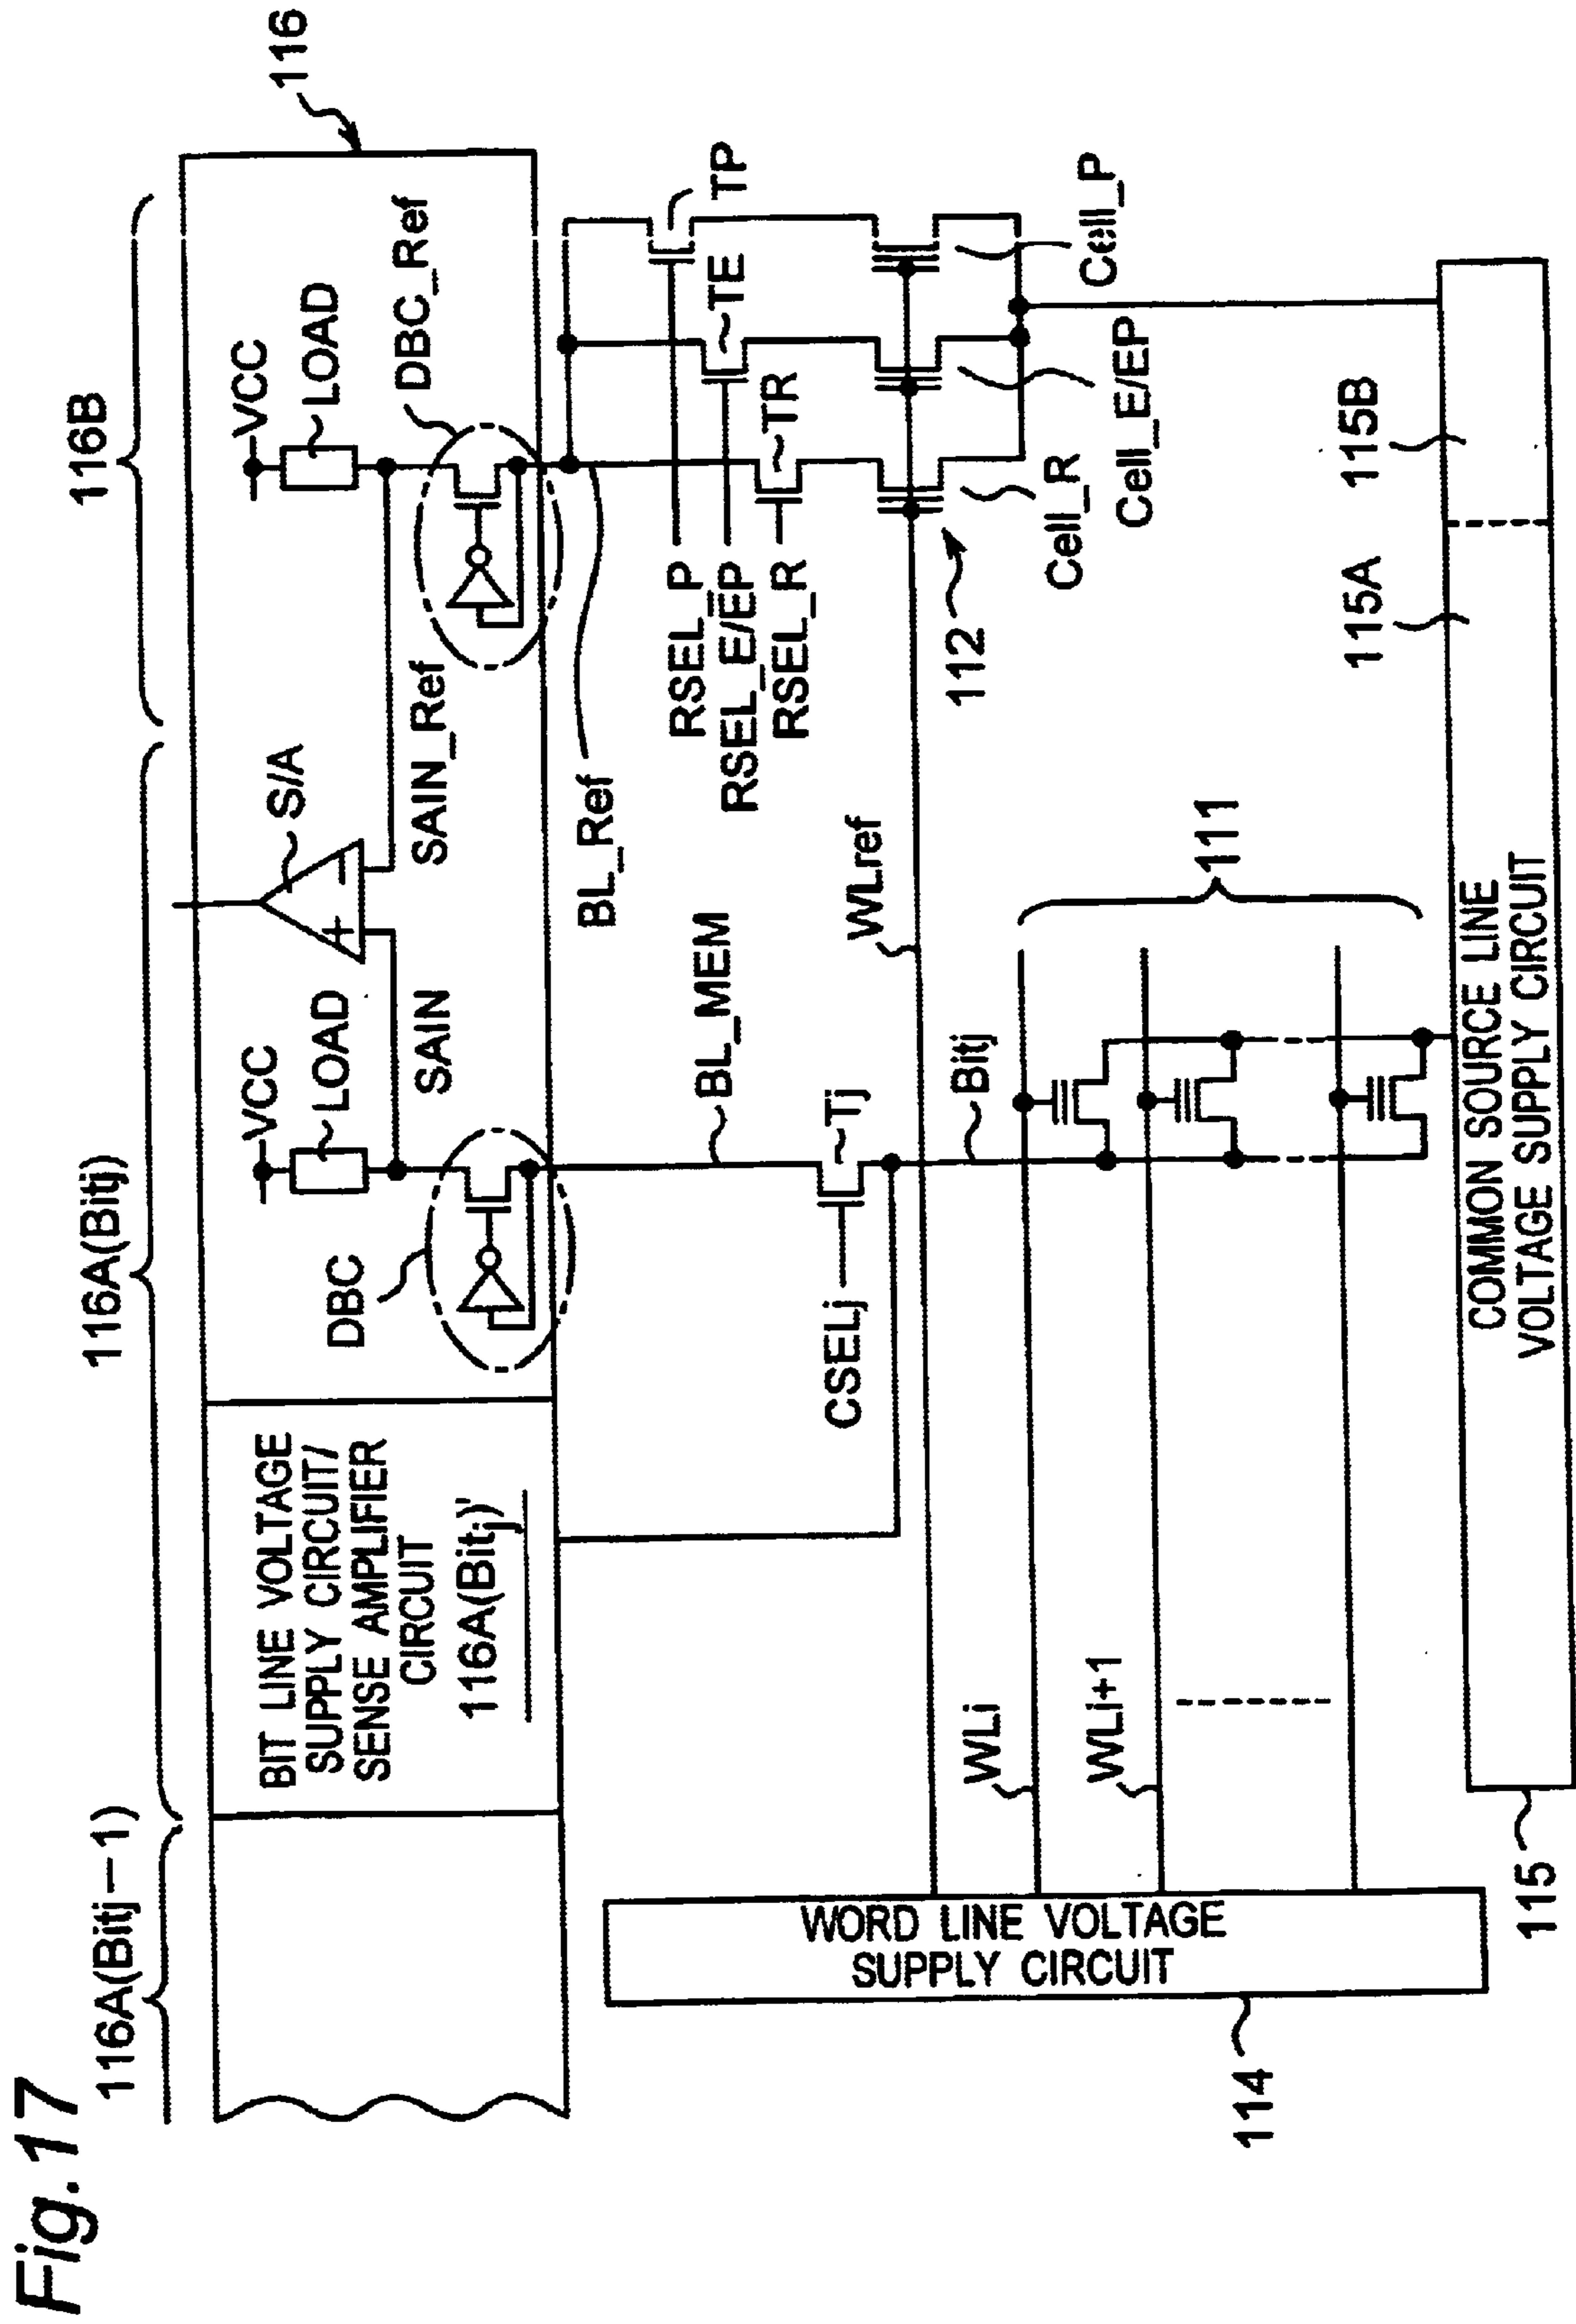 Fig. 17
116A(Bitj−1)
116A(Bitj)
116B
116
BIT LINE VOLTAGE
SUPPLY CIRCUIT/
SENSE AMPLIFIER
CIRCUIT
116A(Bitj)'
VCC
LOAD
DBC
SAIN
S/A
+
−
SAIN_Ref
VCC
LOAD
DBC_Ref
BL_MEM
BL_Ref
CSELj
Tj
RSEL_P
RSEL_E/EP
RSEL_R
TR
TE
TP
WLref
Bitj
112
Cell_R
Cell_E/EP
Cell_P
WLi
WLi+1
111
WORD LINE VOLTAGE
SUPPLY CIRCUIT
114
115
COMMON SOURCE LINE
VOLTAGE SUPPLY CIRCUIT
115A
115B